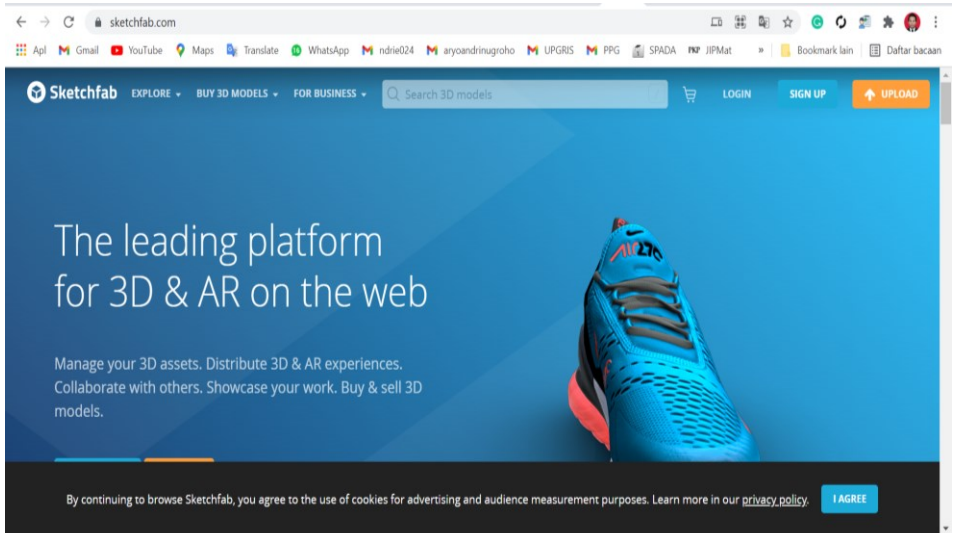 sketchfab.com
Apl Gmail YouTube Maps Translate WhatsApp ndrie024 aryoandrinugroho UPGRIS PPG SPADA PKP JIPMat » Bookmark lain Daftar bacaan
Sketchfab EXPLORE BUY 3D MODELS FOR BUSINESS Search 3D models LOGIN SIGN UP UPLOAD
The leading platform
for 3D & AR on the web
AIR270
Manage your 3D assets. Distribute 3D & AR experiences.
Collaborate with others. Showcase your work. Buy & sell 3D
models.
By continuing to browse Sketchfab, you agree to the use of cookies for advertising and audience measurement purposes. Learn more in our privacy policy. I AGREE